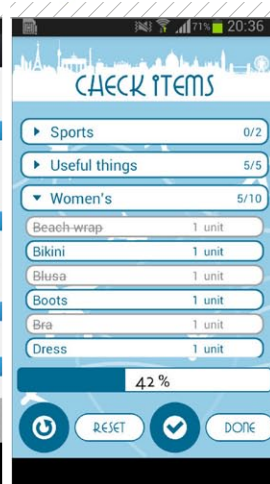 71% 20:36
CHECK ITEMS
Sports 0/2
Useful things 5/5
Women's 5/10
Beach wrap 1 unit
Bikini 1 unit
Blusa 1 unit
Boots 1 unit
Bra 1 unit
Dress 1 unit
42 %
RESET DONE